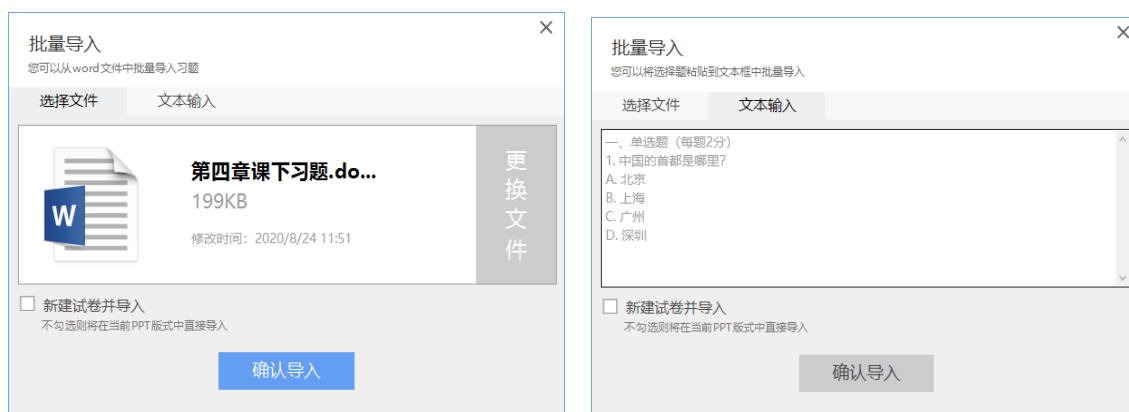 批量导入
您可以从word文件中批量导入习题
选择文件
文本输入
W
第四章课下习题.do...
199KB
修改时间：2020/8/24 11:51
更换文件
新建试卷并导入
不勾选则将在当前PPT版式中直接导入
确认导入
批量导入
您可以将选择题粘贴到文本框中批量导入
选择文件
文本输入
一、单选题（每题2分）
1. 中国的首都是哪里?
A. 北京
B. 上海
C. 广州
D. 深圳
新建试卷并导入
不勾选则将在当前PPT版式中直接导入
确认导入